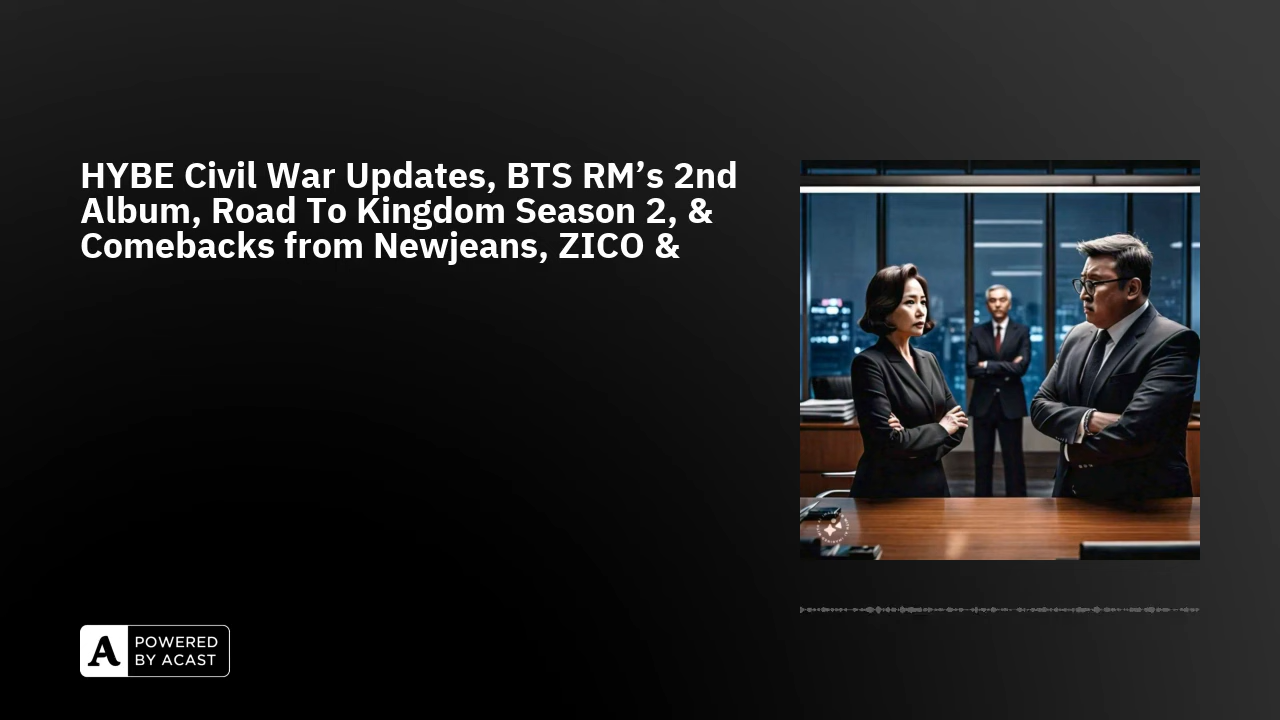 HYBE Civil War Updates, BTS RM’s 2nd
Album, Road To Kingdom Season 2, &
Comebacks from Newjeans, ZICO &
A POWERED
BY ACAST